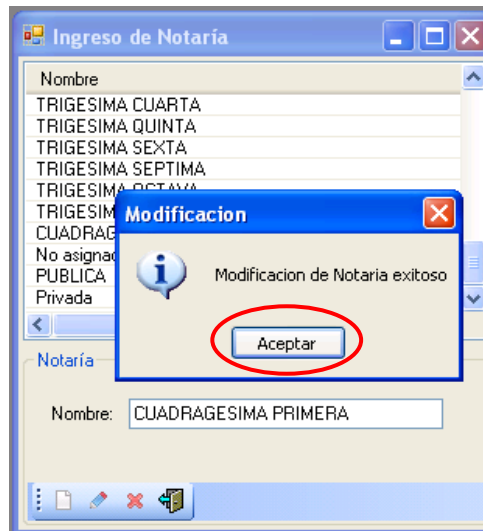 Ingreso de Notaría
Nombre
TRIGESIMA CUARTA
TRIGESIMA QUINTA
TRIGESIMA SEXTA
TRIGESIMA SEPTIMA
TRIGESIMA OCTAVA
TRIGESIM
CUADRAG
No asignad
PUBLICA
Privada
Modificacion
Modificacion de Notaria exitoso
Aceptar
Notaría
Nombre: CUADRAGESIMA PRIMERA